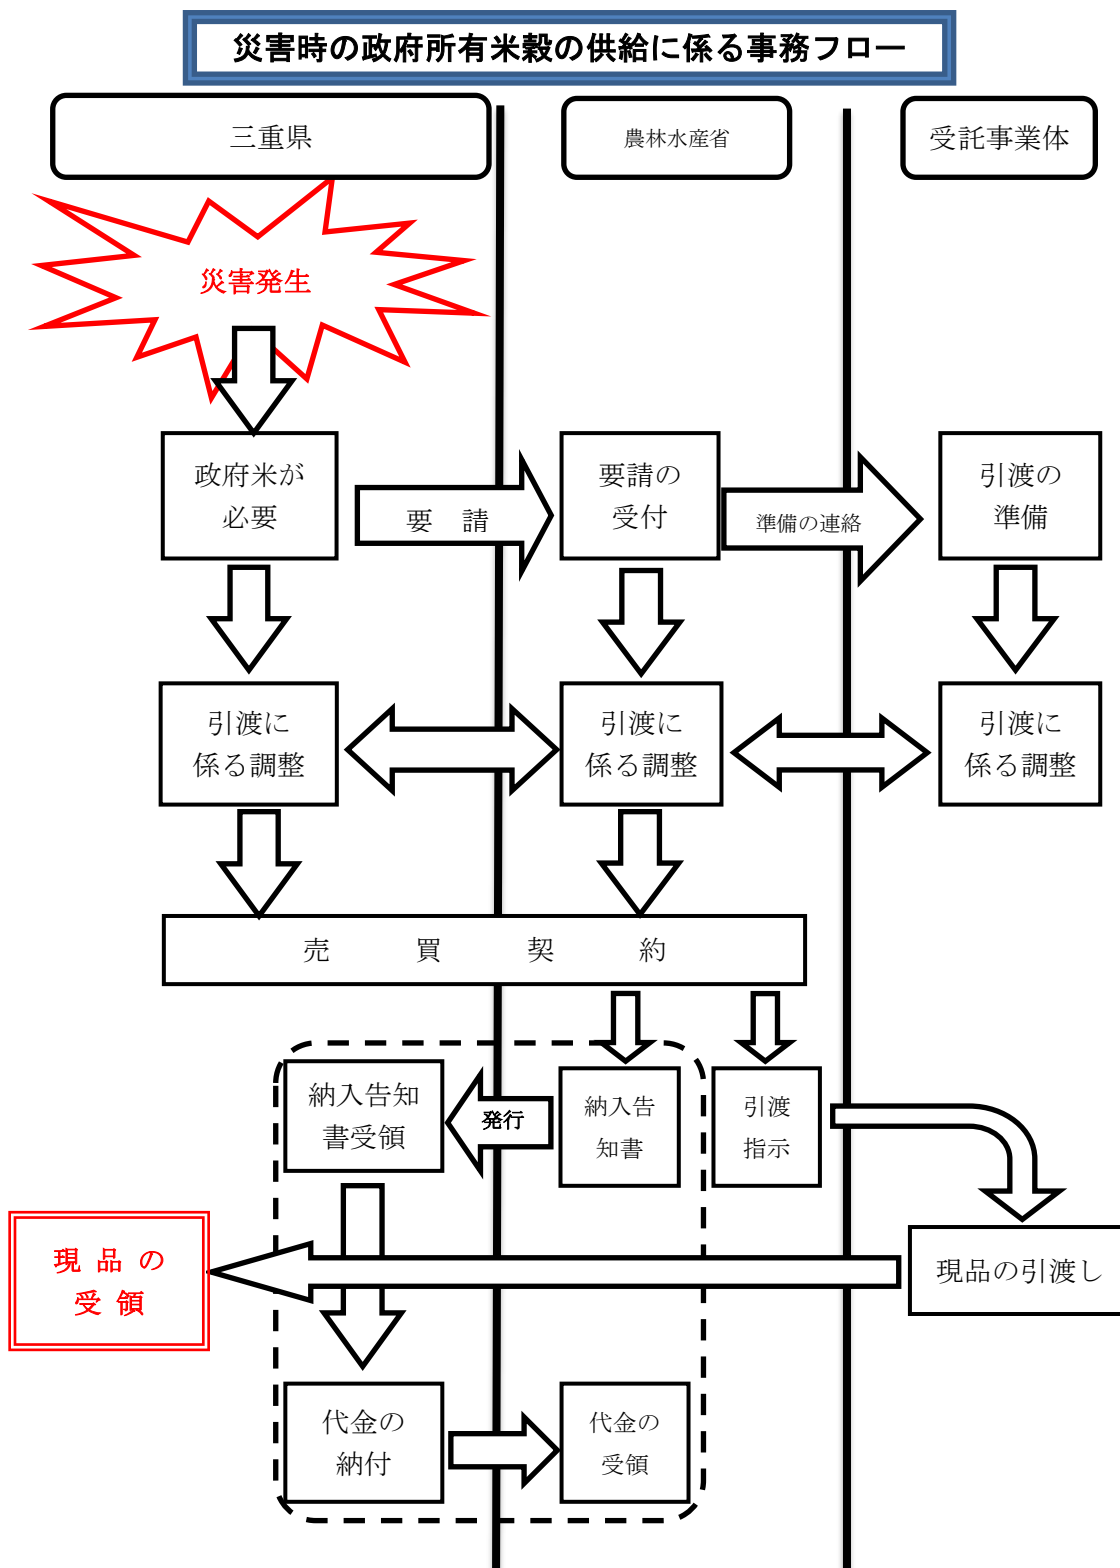 災害時の政府所有米穀の供給に係る事務フロー
三重県
農林水産省
受託事業体
災害発生
政府米が
必要
要　請
要請の
受付
準備の連絡
引渡の
準備
引渡に
係る調整
引渡に
係る調整
引渡に
係る調整
売　買　契　約
納入告知
書受領
発行
納入告
知書
引渡
指示
現 品 の
受 領
現品の引渡し
代金の
納付
代金の
受領